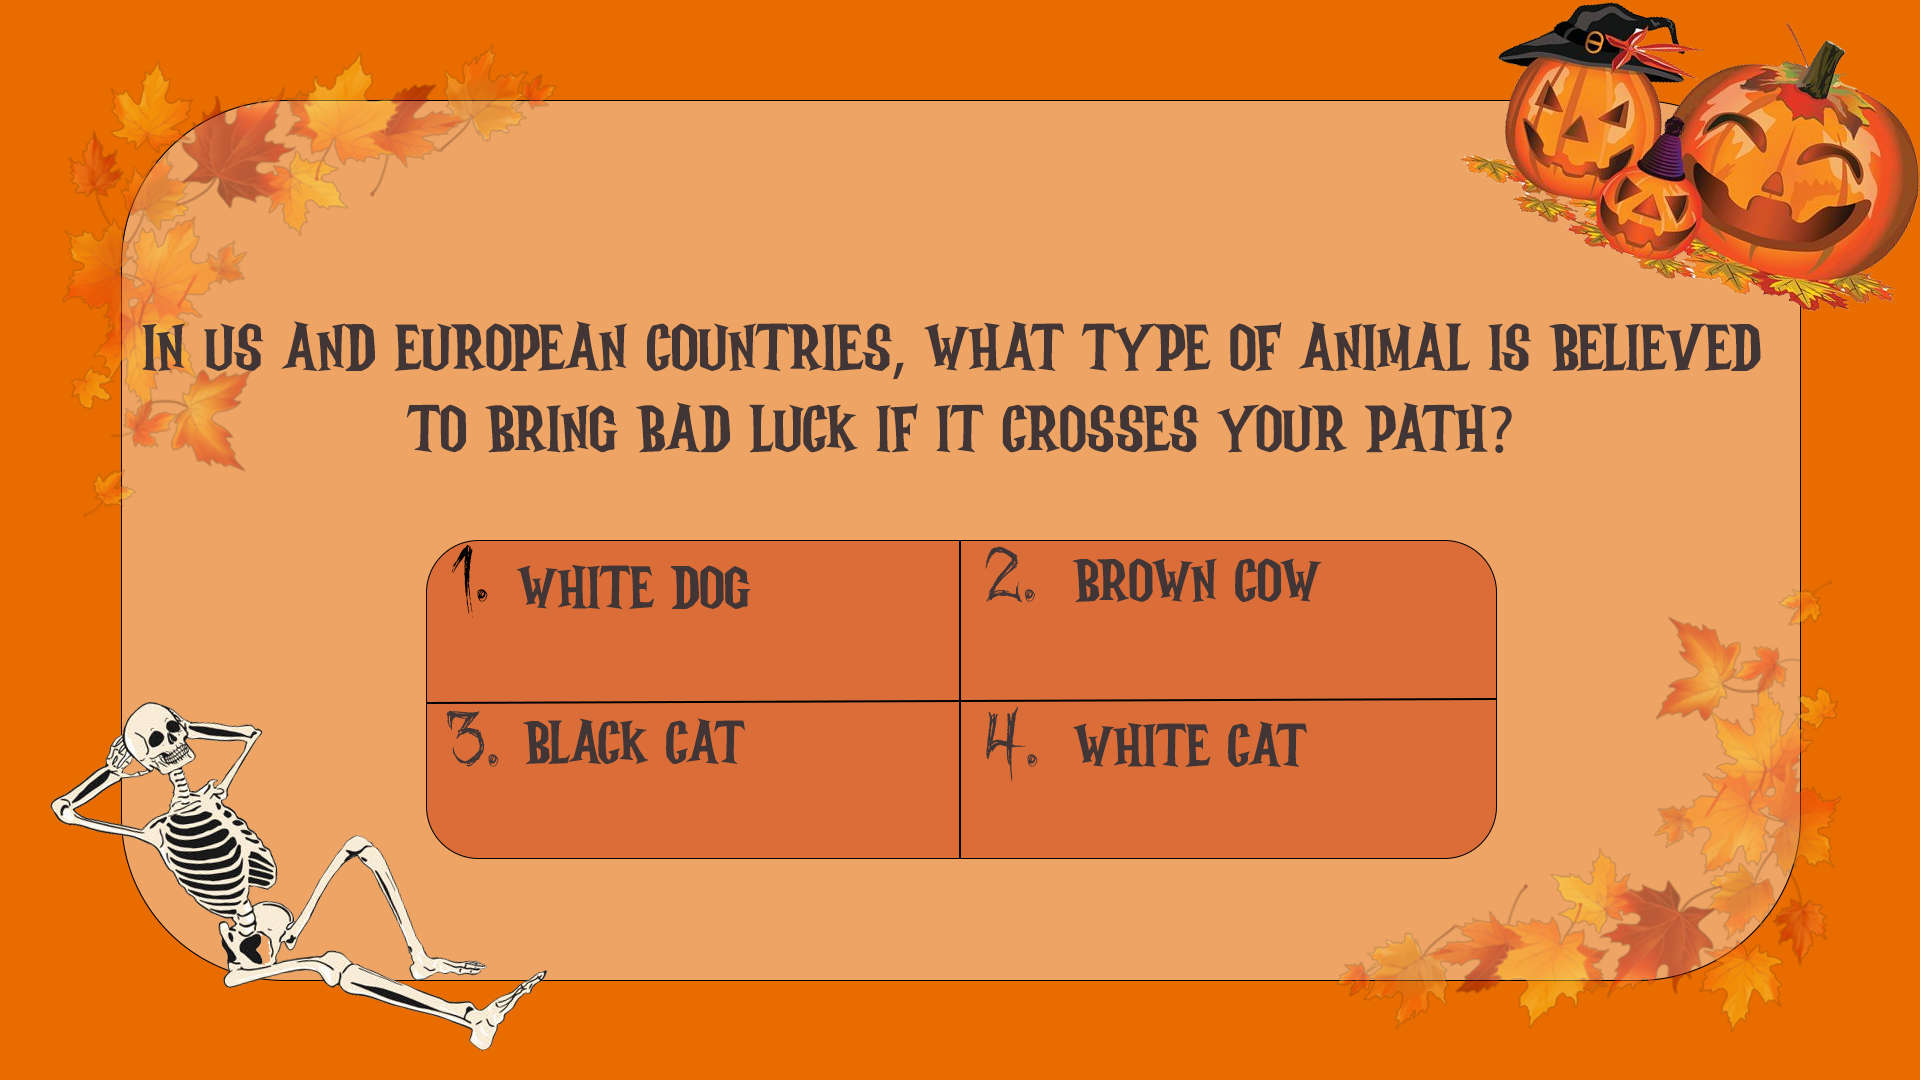 IN US AND EUROPEAN COUNTRIES, WHAT TYPE OF ANIMAL IS BELIEVED
TO BRING BAD LUCK IF IT CROSSES YOUR PATH?
1. WHITE DOG
2. BROWN COW
3. BLACK CAT
4. WHITE CAT